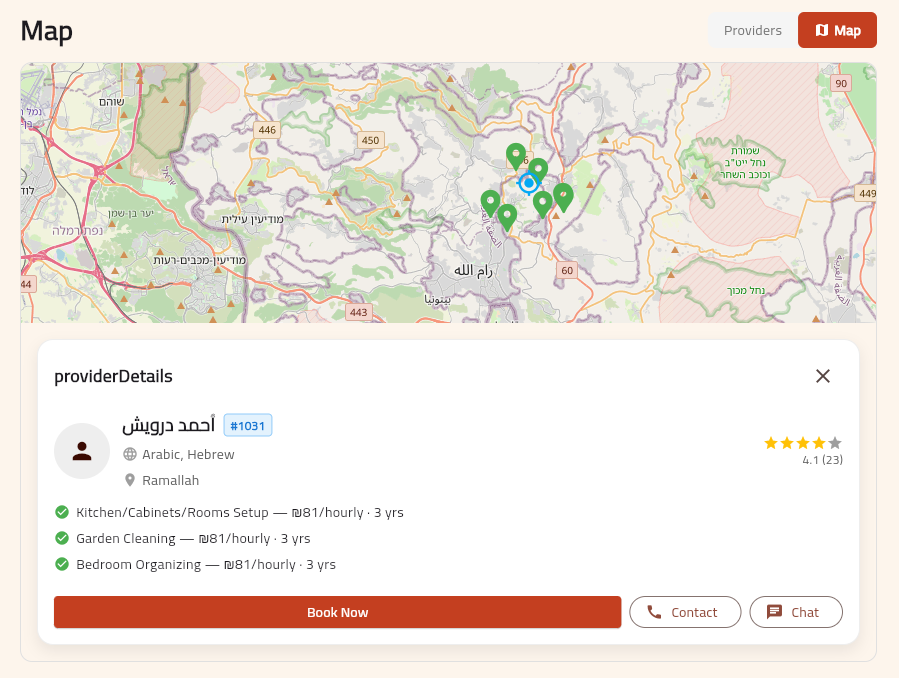 Map
Providers
Map
שוהם
90
446
450
שמורת
נחל ייט"ב
וכוכב השחר
449
יער בן-שמן
נפת רמלה
מודיעין עילית
מודיעין-מכבים-רעות
رام الله
60
44
443
נחל מכוך
بيتونيا
providerDetails
أحمد درويش #1031
Arabic, Hebrew
Ramallah
4.1 (23)
Kitchen/Cabinets/Rooms Setup — ₪81/hourly · 3 yrs
Garden Cleaning — ₪81/hourly · 3 yrs
Bedroom Organizing — ₪81/hourly · 3 yrs
Book Now
Contact
Chat